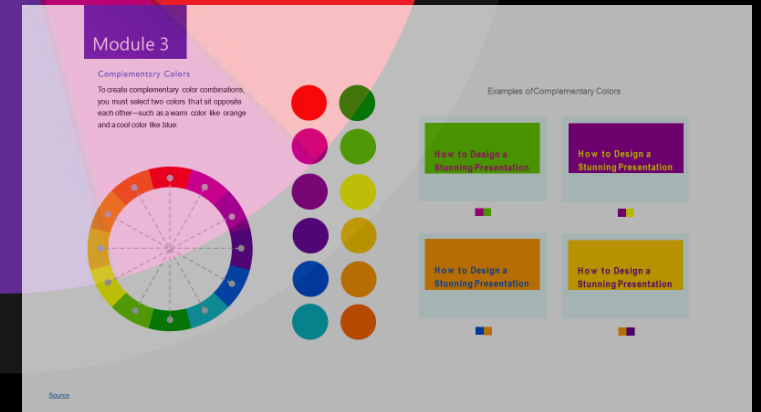 Module 3
Complementary Colors
To create complementary color combinations,
you must select two colors that sit opposite
each other—such as a warm color like orange
and a cool color like blue:
Examples of Complementary Colors
How to Design a
Stunning Presentation
How to Design a
Stunning Presentation
How to Design a
Stunning Presentation
How to Design a
Stunning Presentation
Source